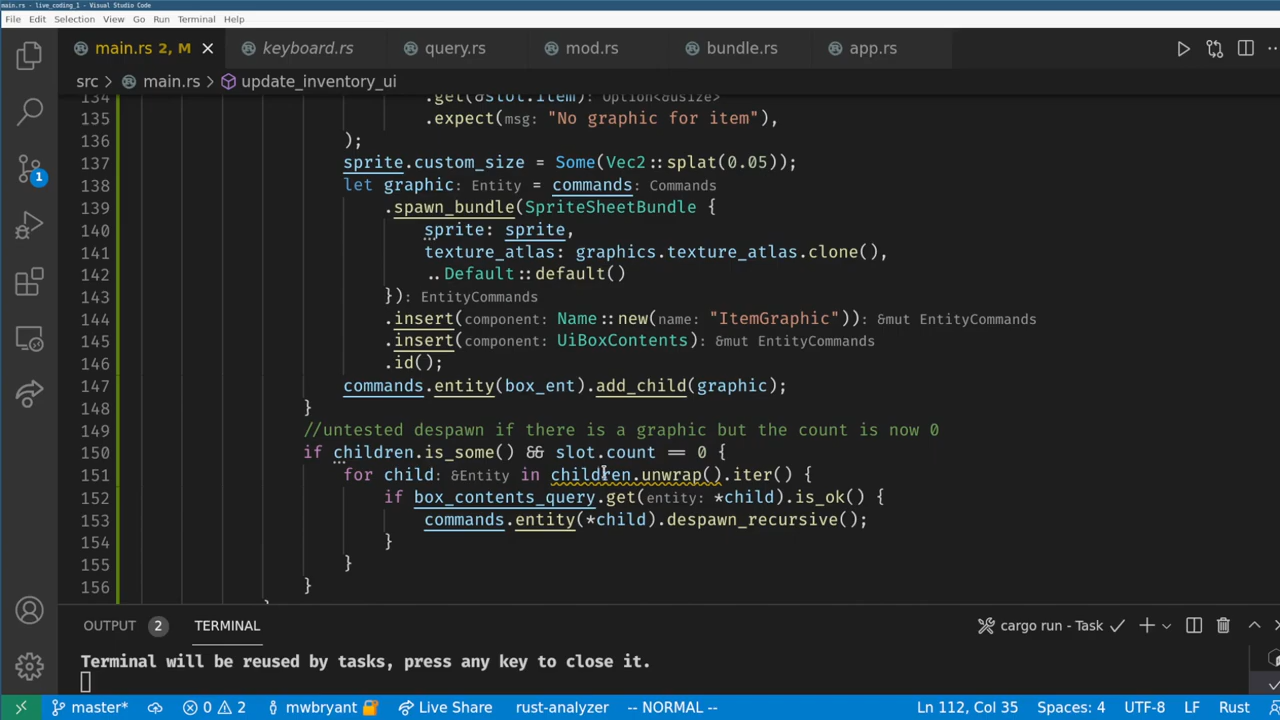 main.rs - live_coding_1 - Visual Studio Code
File Edit Selection View Go Run Terminal Help
main.rs 2, M keyboard.rs query.rs mod.rs bundle.rs app.rs
src > main.rs > update_inventory_ui
134 .get(&slot.item): Option<&usize>
135 .expect(msg: "No graphic for item"),
136 );
137 sprite.custom_size = Some(Vec2::splat(0.05));
138 let graphic: Entity = commands: Commands
139 .spawn_bundle(SpriteSheetBundle {
140 sprite: sprite,
141 texture_atlas: graphics.texture_atlas.clone(),
142 ..Default::default()
143 }): EntityCommands
144 .insert(component: Name::new(name: "ItemGraphic")): &mut EntityCommands
145 .insert(component: UiBoxContents): &mut EntityCommands
146 .id();
147 commands.entity(box_ent).add_child(graphic);
148 }
149 //untested despawn if there is a graphic but the count is now 0
150 if children.is_some() && slot.count == 0 {
151 for child: &Entity in children.unwrap().iter() {
152 if box_contents_query.get(entity: *child).is_ok() {
153 commands.entity(*child).despawn_recursive();
154 }
155 }
156 }
OUTPUT 2 TERMINAL cargo run - Task
Terminal will be reused by tasks, press any key to close it.
1
master* 0 2 mwbryant Live Share rust-analyzer -- NORMAL -- Ln 112, Col 35 Spaces: 4 UTF-8 LF Rust